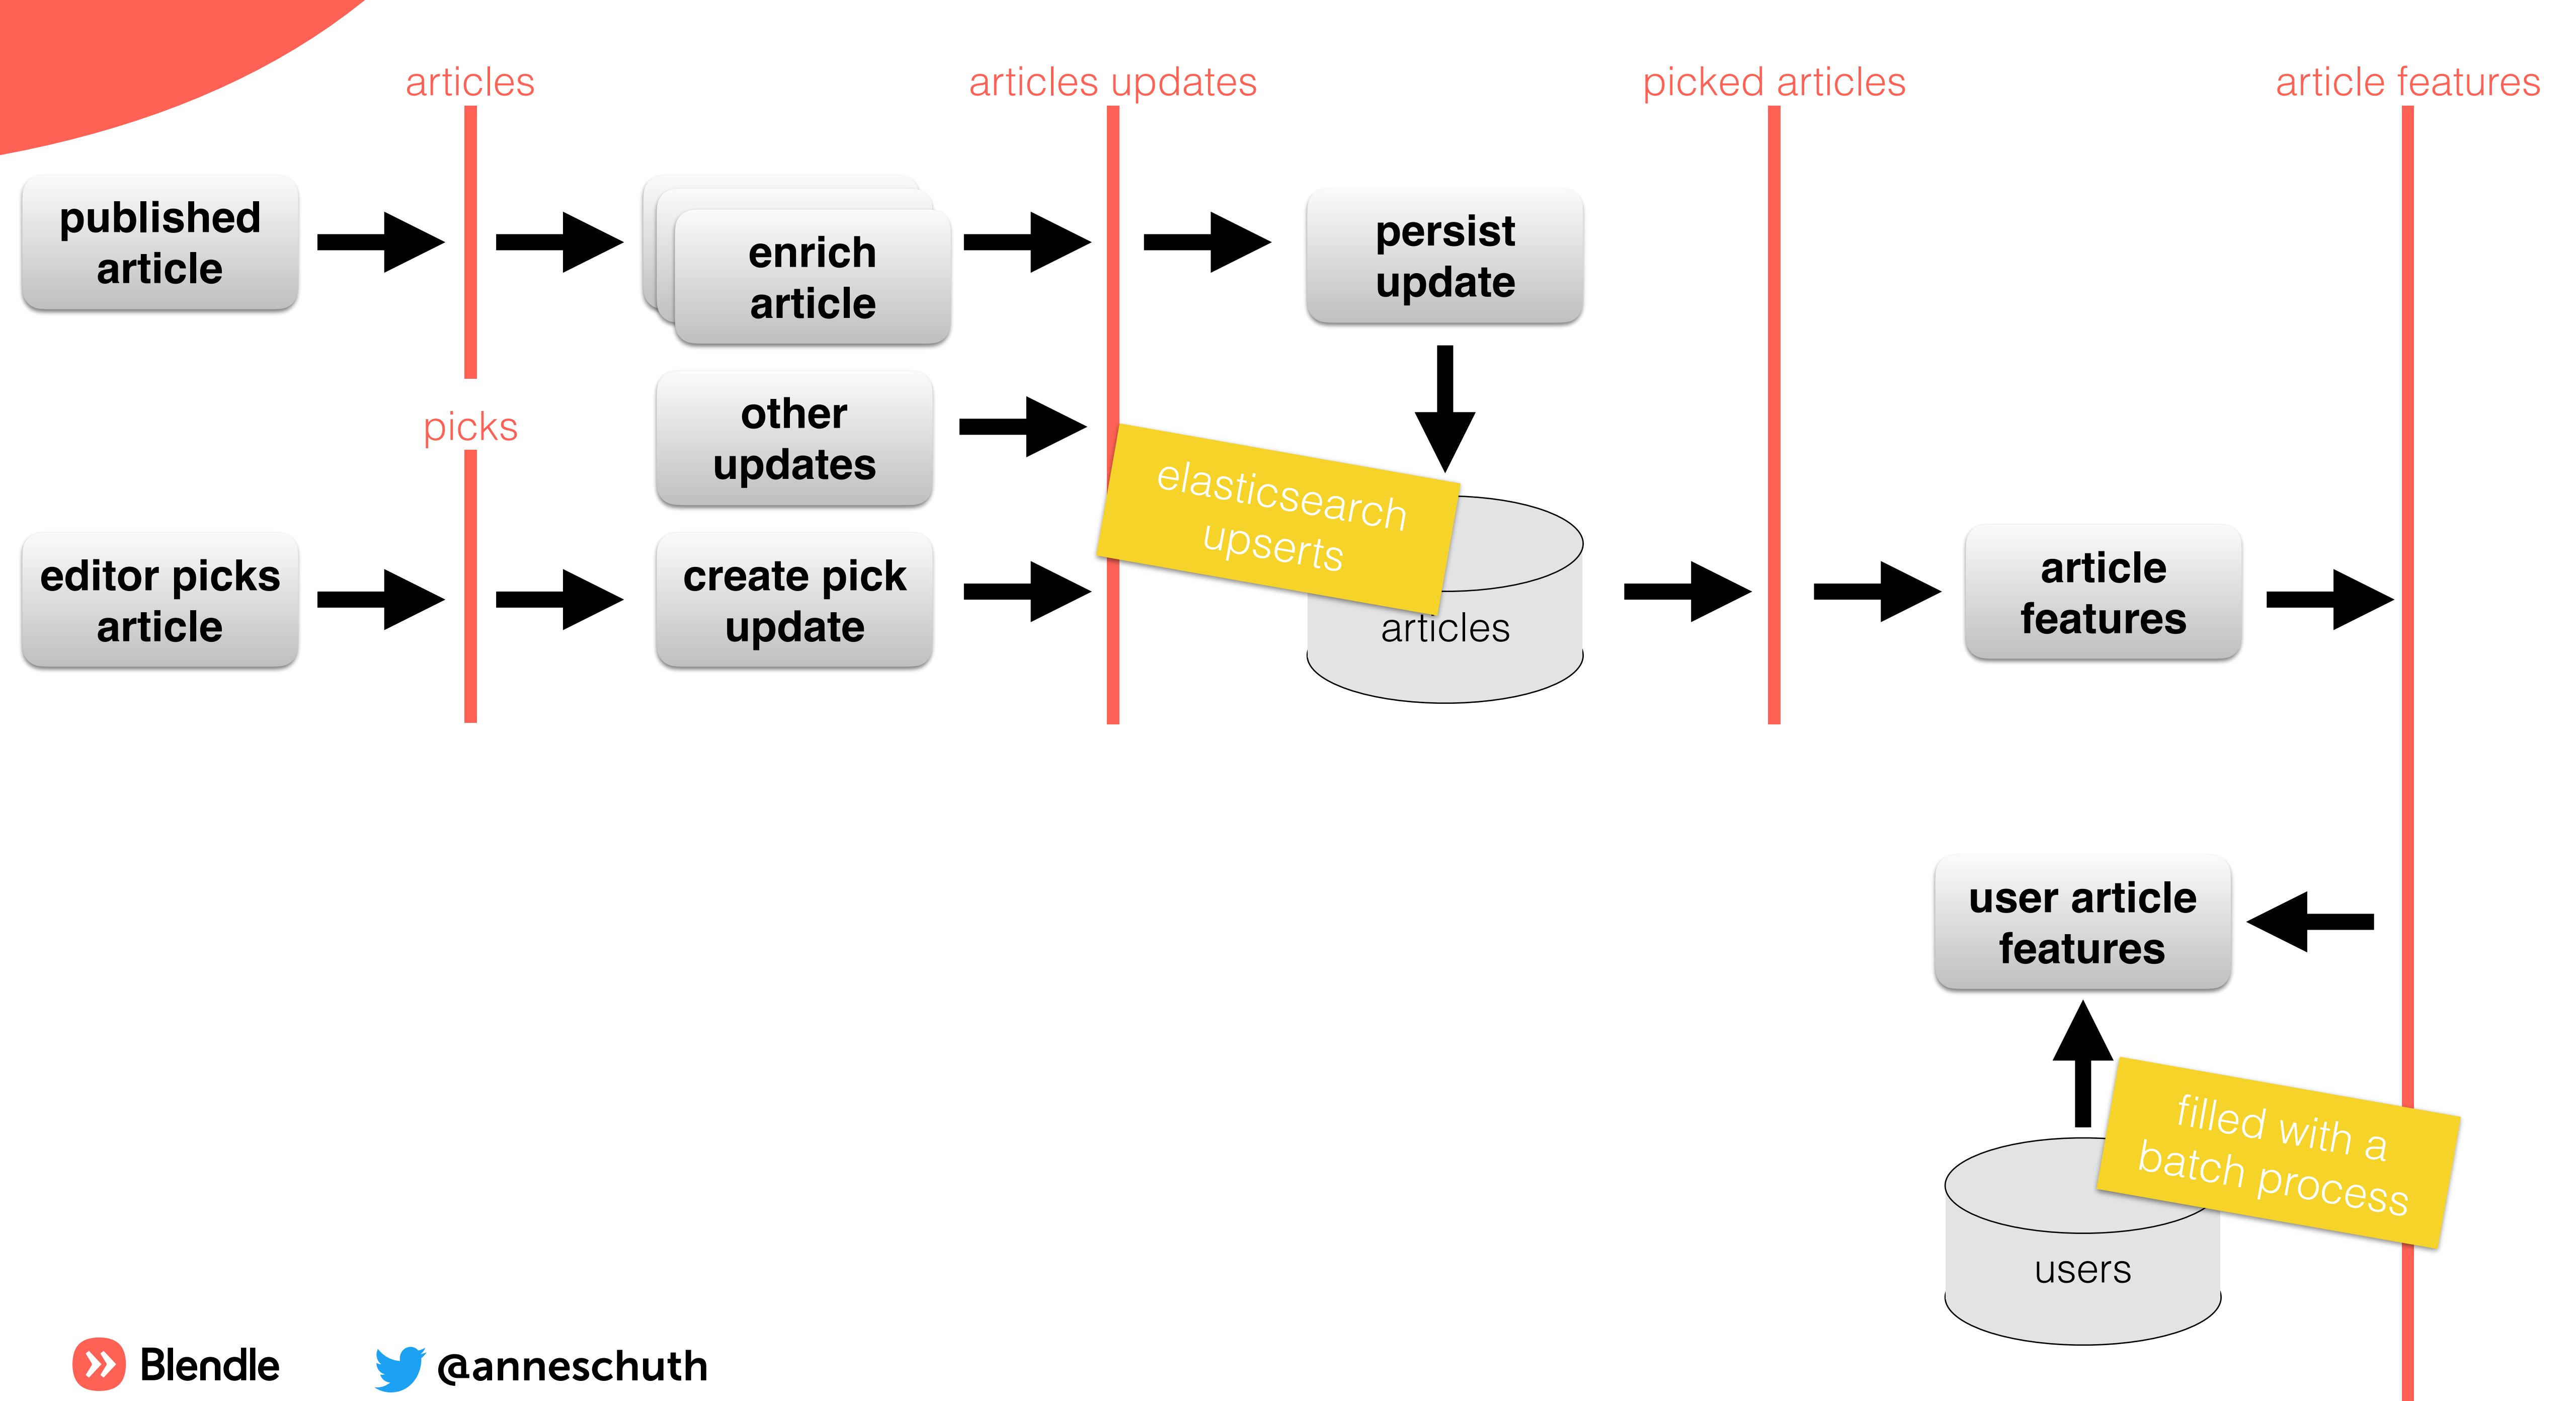 articles
articles updates
picked articles
article features
published
article
enrich
article
persist
update
picks
other
updates
elasticsearch
upserts
editor picks
article
create pick
update
articles
article
features
user article
features
filled with a
batch process
users
Blendle
@anneschuth